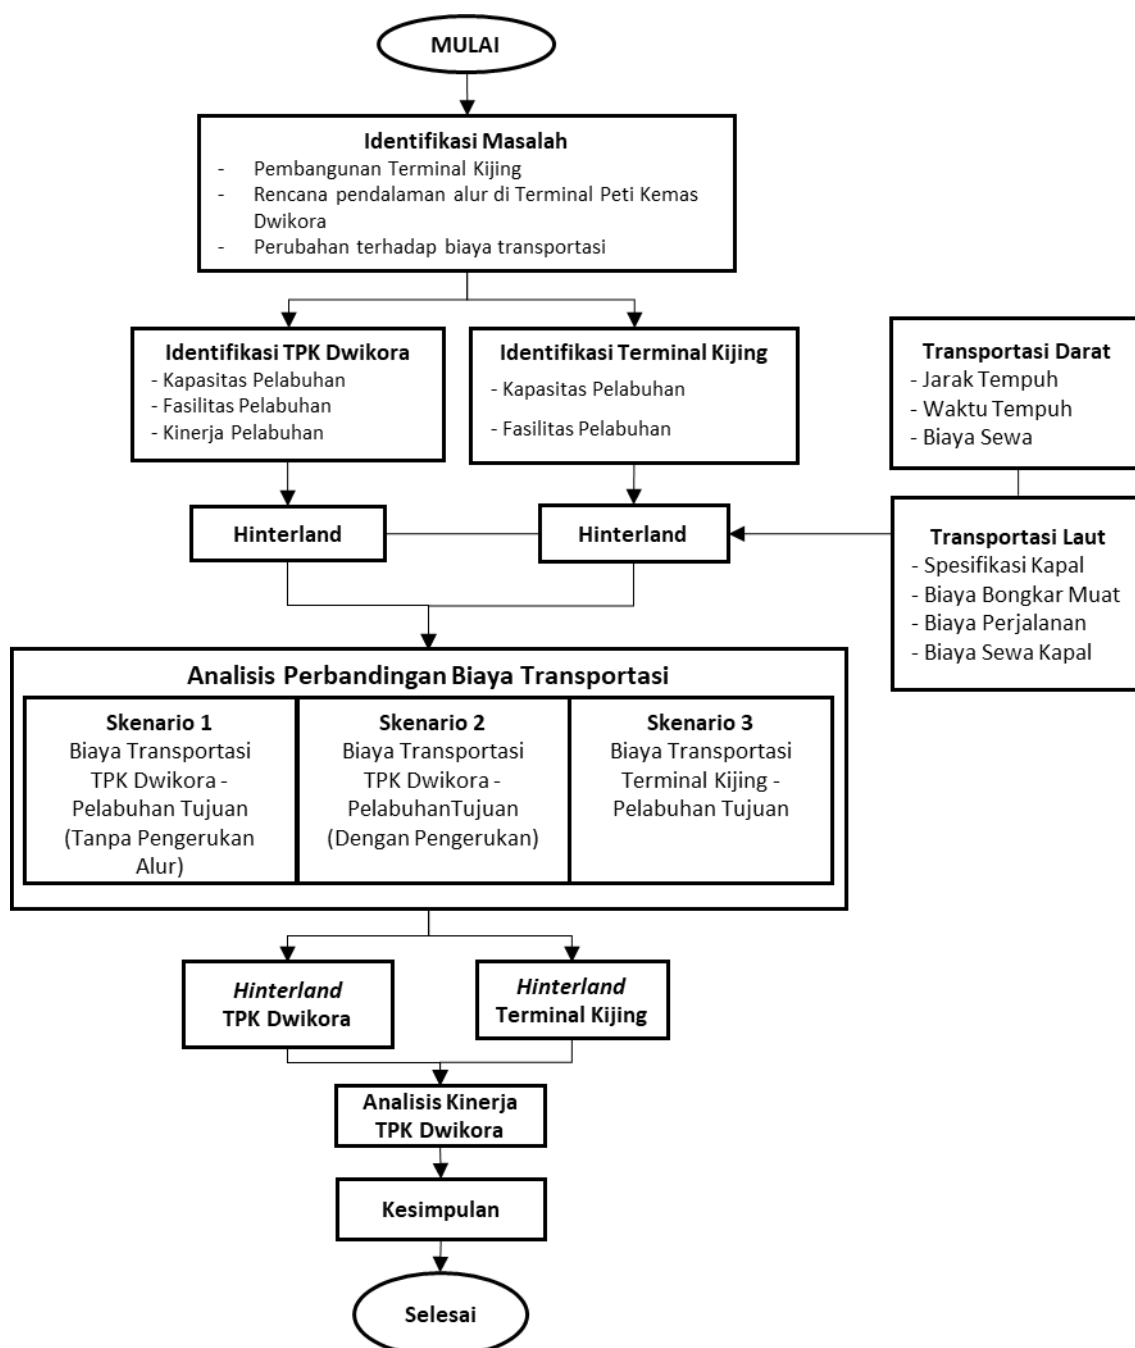 MULAI
Identifikasi Masalah
- Pembangunan Terminal Kijing
- Rencana pendalaman alur di Terminal Peti Kemas
Dwikora
- Perubahan terhadap biaya transportasi
Identifikasi TPK Dwikora
- Kapasitas Pelabuhan
- Fasilitas Pelabuhan
- Kinerja Pelabuhan
Identifikasi Terminal Kijing
- Kapasitas Pelabuhan
- Fasilitas Pelabuhan
Transportasi Darat
- Jarak Tempuh
- Waktu Tempuh
- Biaya Sewa
Hinterland
Hinterland
Transportasi Laut
- Spesifikasi Kapal
- Biaya Bongkar Muat
- Biaya Perjalanan
- Biaya Sewa Kapal
Analisis Perbandingan Biaya Transportasi
Skenario 1
Biaya Transportasi
TPK Dwikora -
Pelabuhan Tujuan
(Tanpa Pengerukan
Alur)
Skenario 2
Biaya Transportasi
TPK Dwikora -
PelabuhanTujuan
(Dengan Pengerukan)
Skenario 3
Biaya Transportasi
Terminal Kijing -
Pelabuhan Tujuan
Hinterland
TPK Dwikora
Hinterland
Terminal Kijing
Analisis Kinerja
TPK Dwikora
Kesimpulan
Selesai